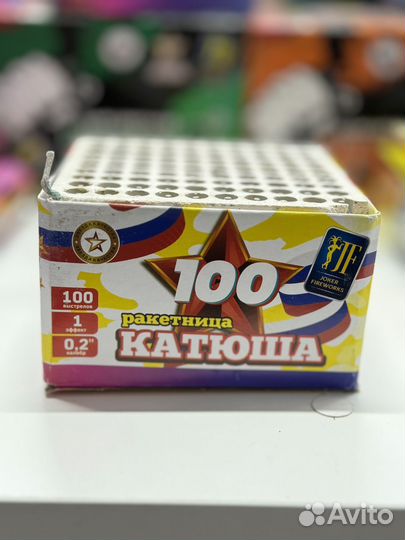 100
JF
JOKER
FIREWORKS
100
выстрелов
1
эффект
0,2"
калибр
ракетница
КАТЮША
Avito